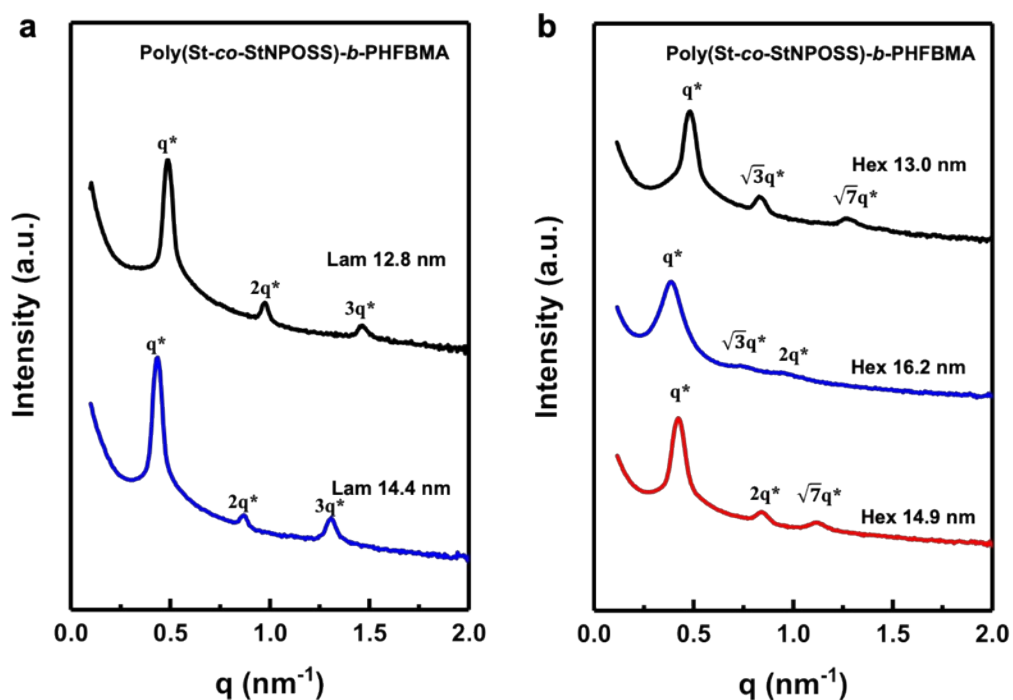 a
Poly(St-co-StNPOSS)-b-PHFBMA
q*
Lam 12.8 nm
2q*
3q*
q*
Lam 14.4 nm
2q*
3q*
Intensity (a.u.)
0.0 0.5 1.0 1.5 2.0
q (nm⁻¹)
b
Poly(St-co-StNPOSS)-b-PHFBMA
q*
Hex 13.0 nm
√3q*
√7q*
q*
√3q*
2q*
Hex 16.2 nm
q*
2q*
√7q*
Hex 14.9 nm
Intensity (a.u.)
0.0 0.5 1.0 1.5 2.0
q (nm⁻¹)